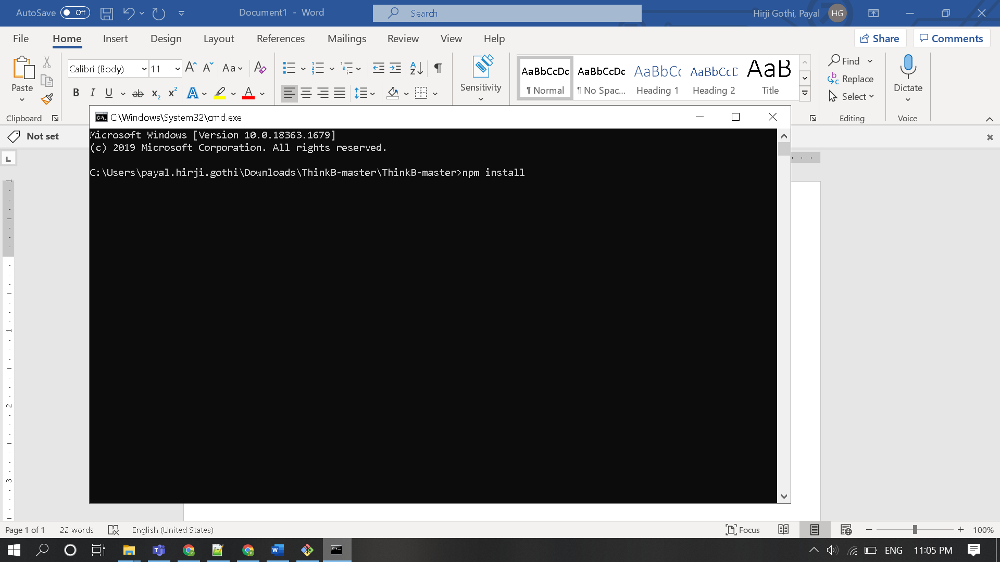 AutoSave Off Document1 - Word Search Hirji Gothi, Payal HG
File Home Insert Design Layout References Mailings Review View Help Share Comments
Paste
Clipboard
Calibri (Body) 11
Sensitivity
AaBbCcDc AaBbCcDc AaBbCc AaBbCcD AaB
¶ Normal ¶ No Spac... Heading 1 Heading 2 Title
Find
Replace
Select
Editing
Dictate
Voice
Not set
C:\Windows\System32\cmd.exe
Microsoft Windows [Version 10.0.18363.1679]
(c) 2019 Microsoft Corporation. All rights reserved.
C:\Users\payal.hirji.gothi\Downloads\ThinkB-master\ThinkB-master>npm install
1
1
2
3
Page 1 of 1 22 words English (United States) Focus 100%
ENG 11:05 PM